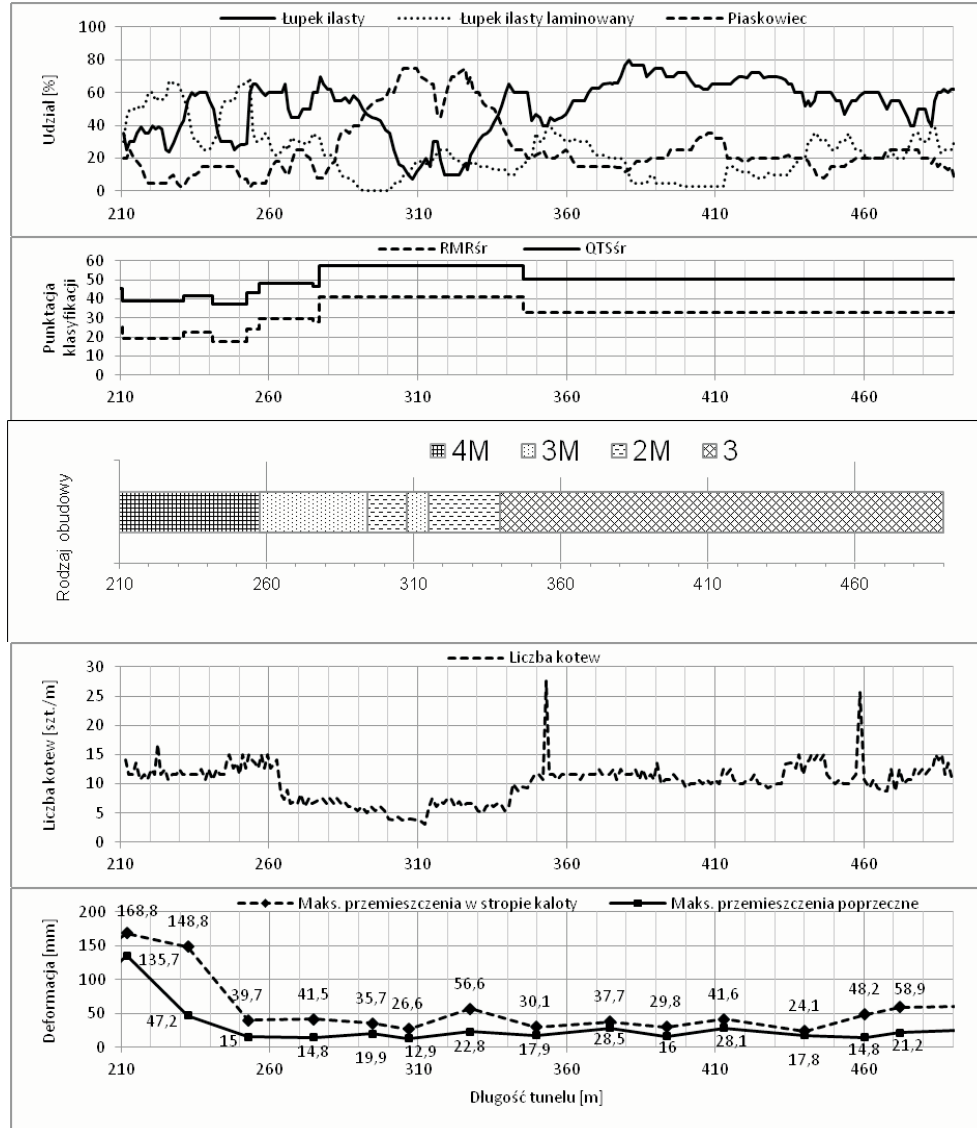 Łupek ilasty Łupek ilasty laminowany Piaskowiec
Udział [%]
100
80
60
40
20
0
210 260 310 360 410 460
RMRśr QTSśr
Punktacja
klasyfikacji
60
50
40
30
20
10
0
210 260 310 360 410 460
4M 3M 2M 3
Rodzaj obudowy
210 260 310 360 410 460
Liczba kotew
Liczba kotew [szt./m]
30
25
20
15
10
5
0
210 260 310 360 410 460
Maks. przemieszczenia w stropie kaloty Maks. przemieszczenia poprzeczne
Deformacja [mm]
200
150
100
50
0
168,8 148,8 39,7 41,5 35,7 26,6 56,6 30,1 37,7 29,8 41,6 24,1 48,2 58,9
135,7 47,2 15 14,8 19,9 12,9 22,8 17,9 28,5 16 28,1 17,8 14,8 21,2
210 260 310 360 410 460
Długość tunelu [m]